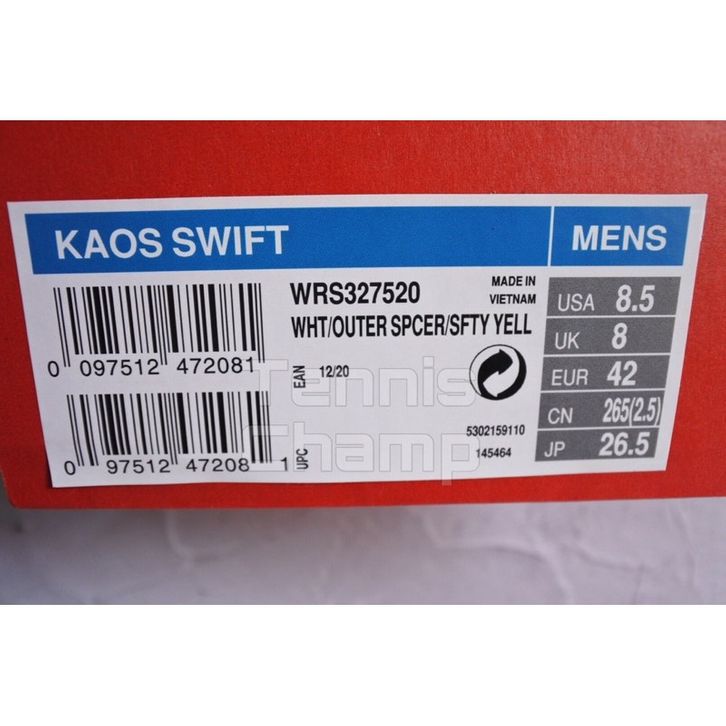 KAOS SWIFT
MENS
WRS327520
MADE IN
VIETNAM
WHT/OUTER SPCER/SFTY YELL
0 097512 472081
EAN
12/20
0 97512 47208 1
UPC
5302159110
145464
USA 8.5
UK 8
EUR 42
CN 265(2.5)
JP 26.5
Tennis
Champ